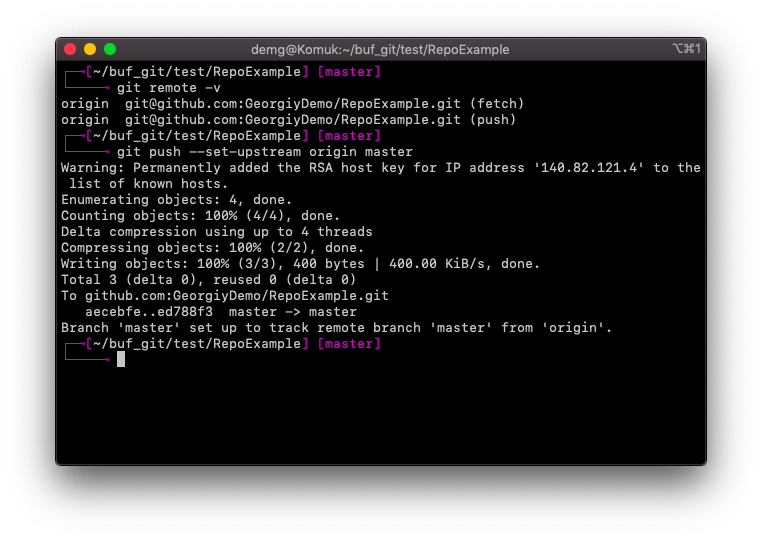 demg@Komuk:~/buf_git/test/RepoExample ⌥⌘1
[~/buf_git/test/RepoExample] [master]
git remote -v
origin  git@github.com:GeorgiyDemo/RepoExample.git (fetch)
origin  git@github.com:GeorgiyDemo/RepoExample.git (push)
[~/buf_git/test/RepoExample] [master]
git push --set-upstream origin master
Warning: Permanently added the RSA host key for IP address '140.82.121.4' to the
list of known hosts.
Enumerating objects: 4, done.
Counting objects: 100% (4/4), done.
Delta compression using up to 4 threads
Compressing objects: 100% (2/2), done.
Writing objects: 100% (3/3), 400 bytes | 400.00 KiB/s, done.
Total 3 (delta 0), reused 0 (delta 0)
To github.com:GeorgiyDemo/RepoExample.git
aecebfe..ed788f3  master -> master
Branch 'master' set up to track remote branch 'master' from 'origin'.
[~/buf_git/test/RepoExample] [master]